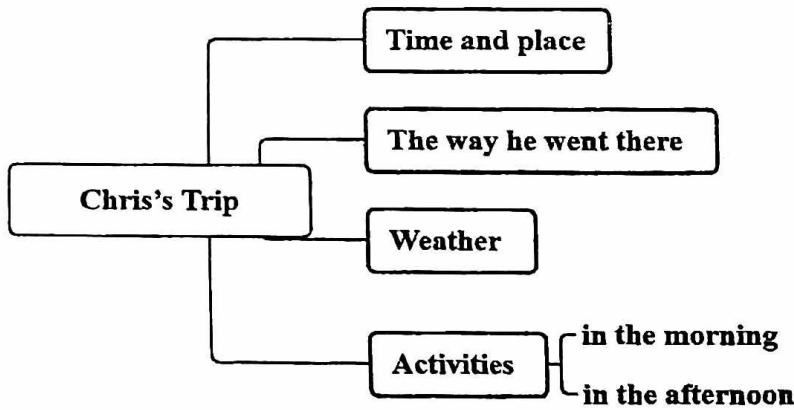 Time and place
The way he went there
Chris’s Trip
Weather
Activities
in the morning
in the afternoon